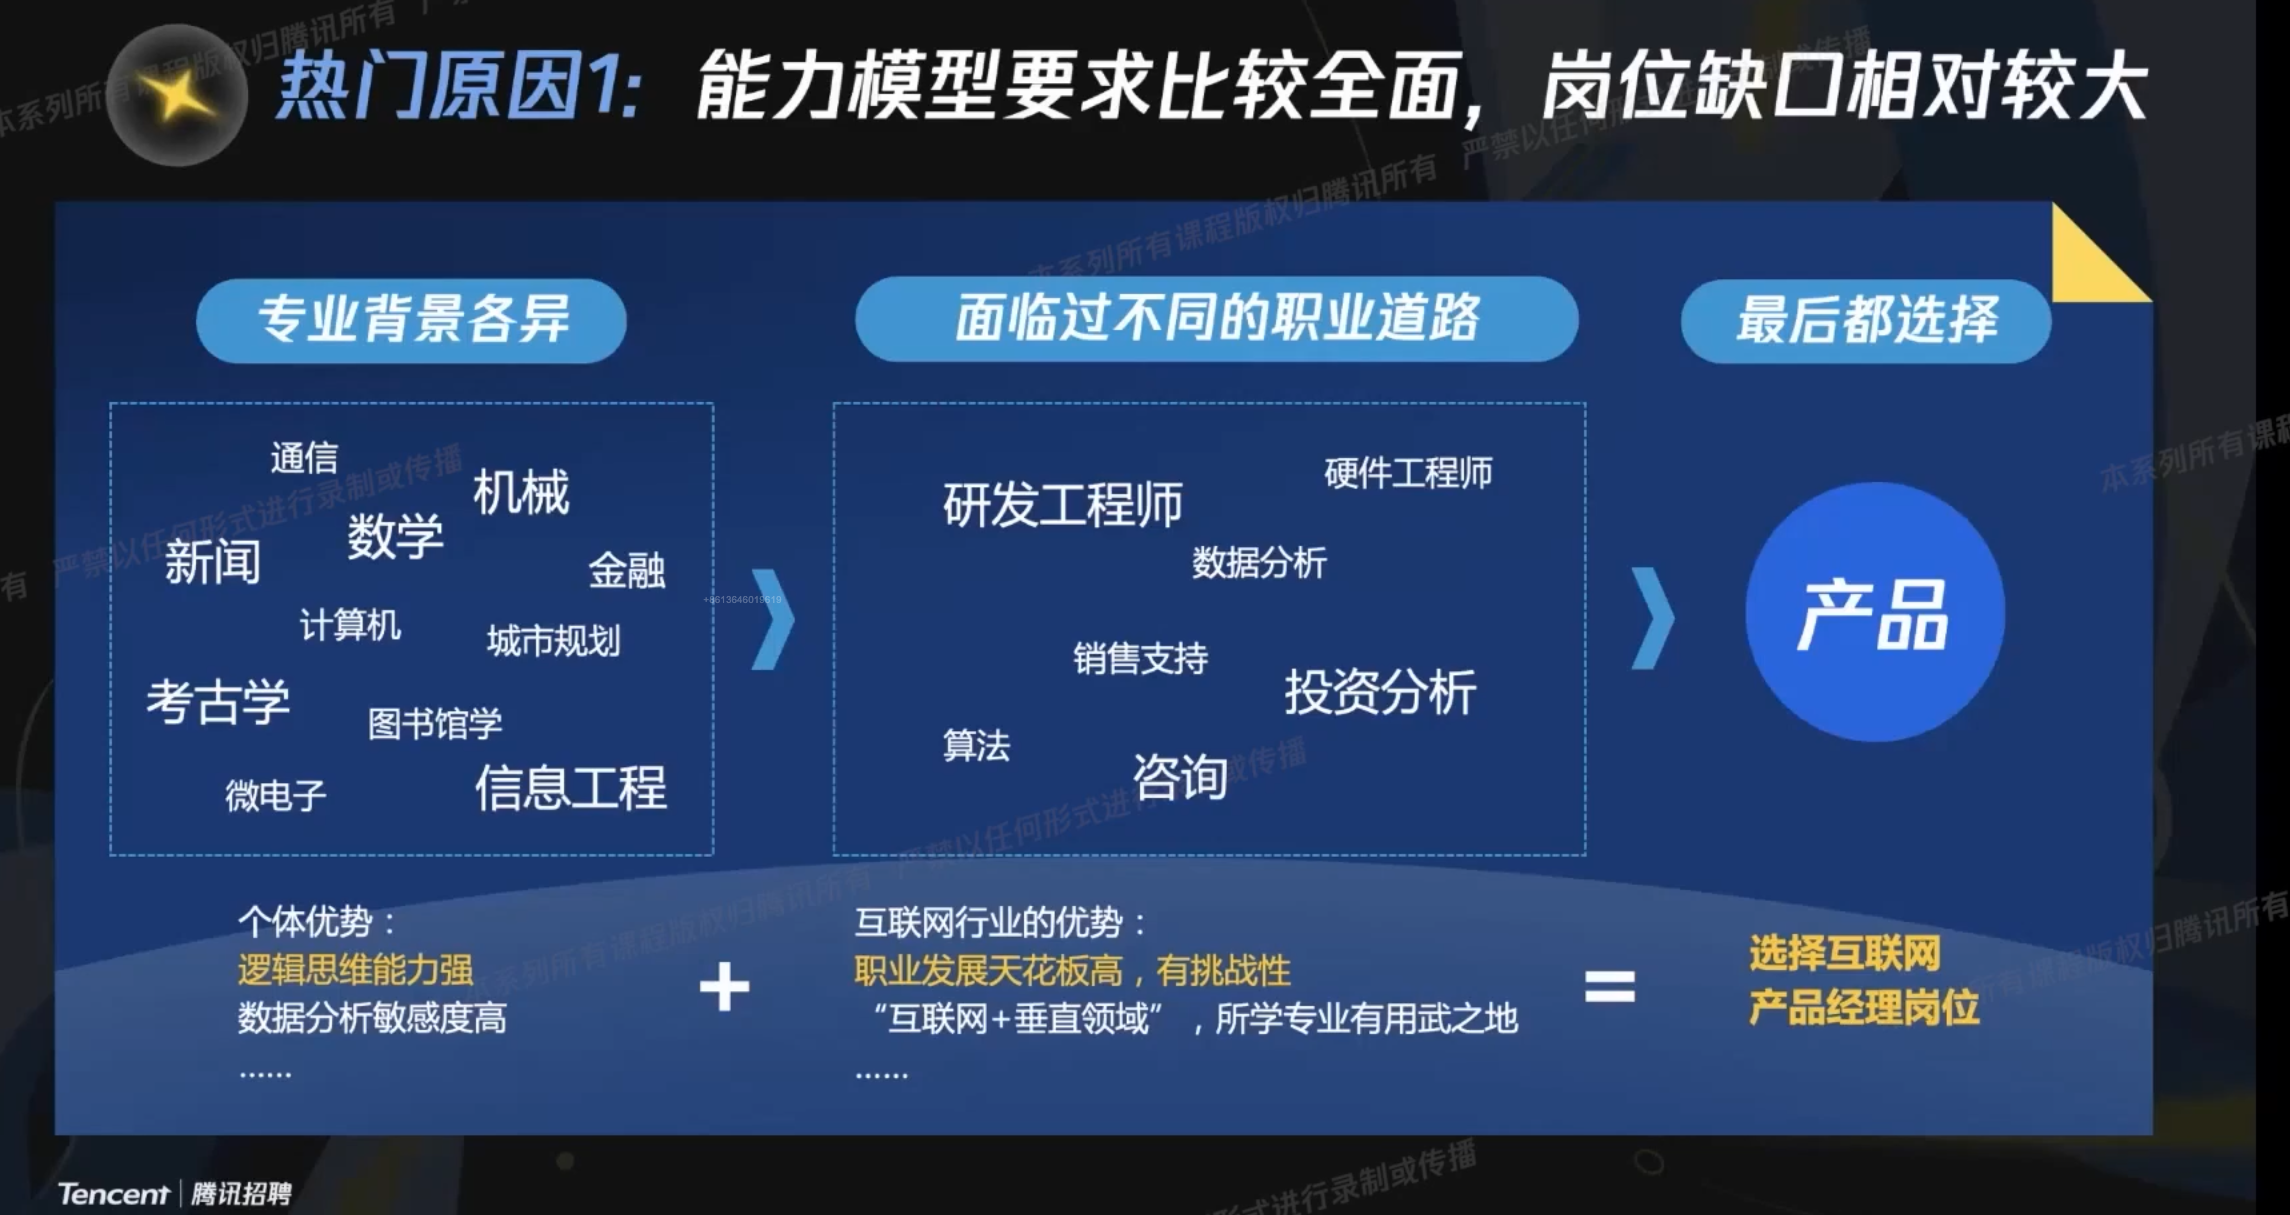 热门原因1: 能力模型要求比较全面，岗位缺口相对较大
专业背景各异
面临过不同的职业道路
最后都选择
通信
机械
数学
新闻
金融
计算机
城市规划
考古学
图书馆学
信息工程
微电子
研发工程师
硬件工程师
数据分析
销售支持
投资分析
算法
咨询
产品
+8613646019619
个体优势：
逻辑思维能力强
数据分析敏感度高
......
+
互联网行业的优势：
职业发展天花板高，有挑战性
“互联网+垂直领域”，所学专业有用武之地
......
=
选择互联网
产品经理岗位
Tencent | 腾讯招聘
本系列所有课程版权归腾讯所有 严禁以任何形式进行录制或传播